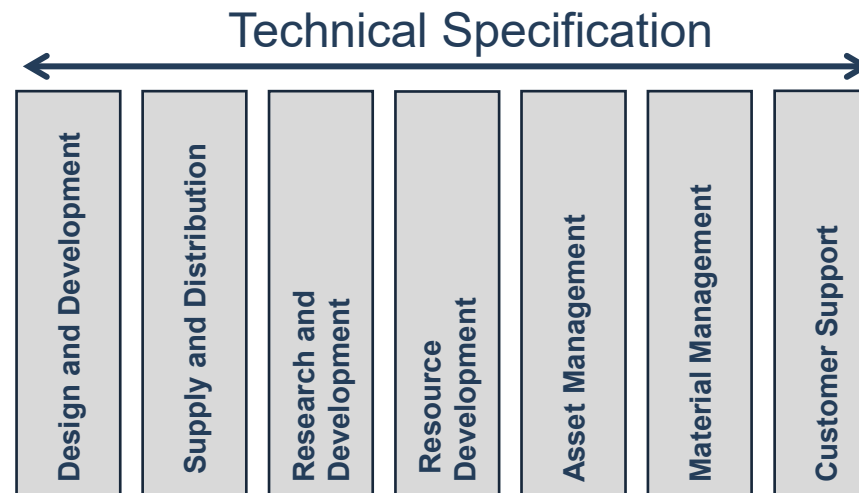 Technical Specification
Design and Development
Supply and Distribution
Research and
Development
Resource
Development
Asset Management
Material Management
Customer Support